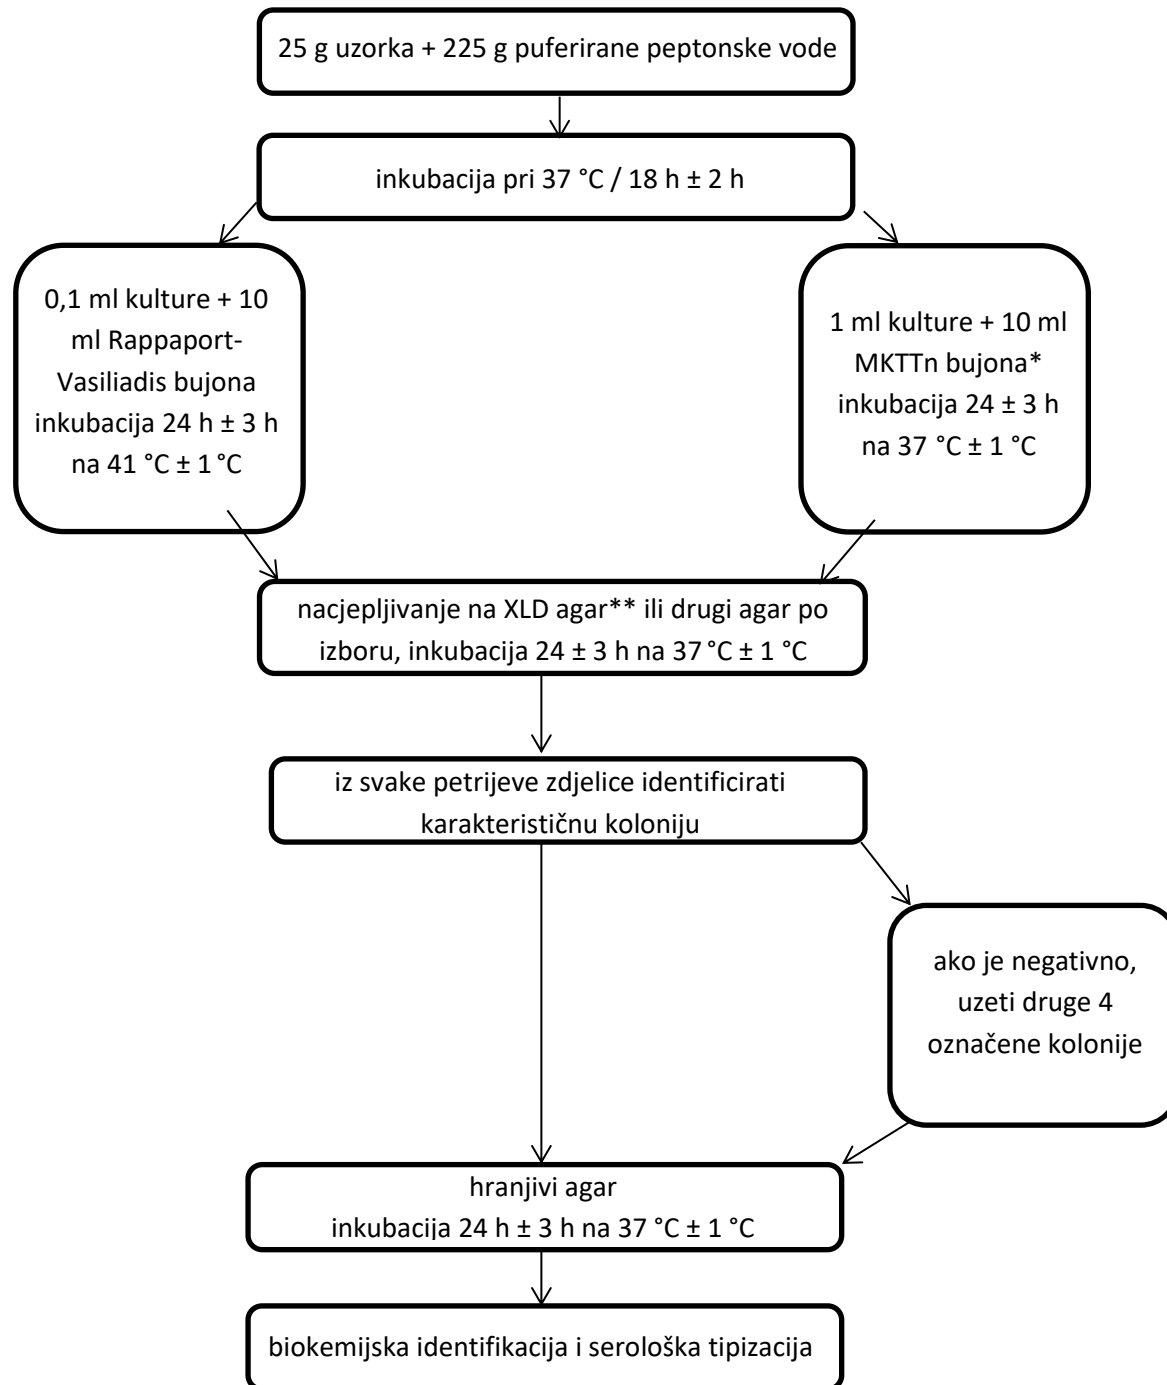 25 g uzorka + 225 g puferirane peptonske vode
inkubacija pri 37 °C / 18 h ± 2 h
0,1 ml kulture + 10
ml Rappaport-
Vasiliadis bujona
inkubacija 24 h ± 3 h
na 41 °C ± 1 °C
1 ml kulture + 10 ml
MKTTn bujona*
inkubacija 24 ± 3 h
na 37 °C ± 1 °C
nacjepljivanje na XLD agar** ili drugi agar po
izboru, inkubacija 24 ± 3 h na 37 °C ± 1 °C
iz svake petrijeve zdjelice identificirati
karakterističnu koloniju
ako je negativno,
uzeti druge 4
označene kolonije
hranjivi agar
inkubacija 24 h ± 3 h na 37 °C ± 1 °C
biokemijska identifikacija i serološka tipizacija